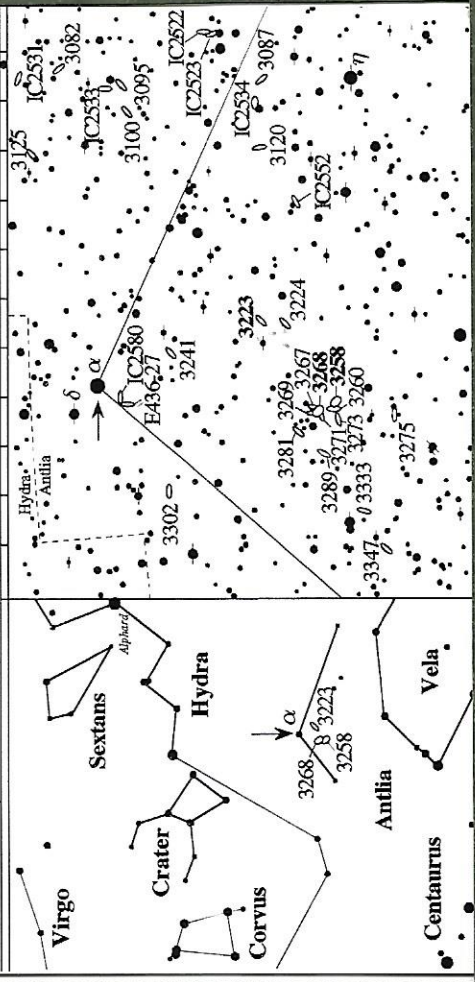 Virgo
Sextans
Alphard
Crater
Hydra
Corvus
α
3268
3223
3258
Antlia
Vela
Centaurus
3125
IC2531
3082
IC2533
3095
3100
IC2522
IC2523
3087
IC2534
3120
η
IC2552
Hydra
Antlia
δ
α
IC2580
E436-27
3241
3302
3223
3224
3269
3267
3281
3268
3258
3289
3271
3273
3260
3333
3275
3347